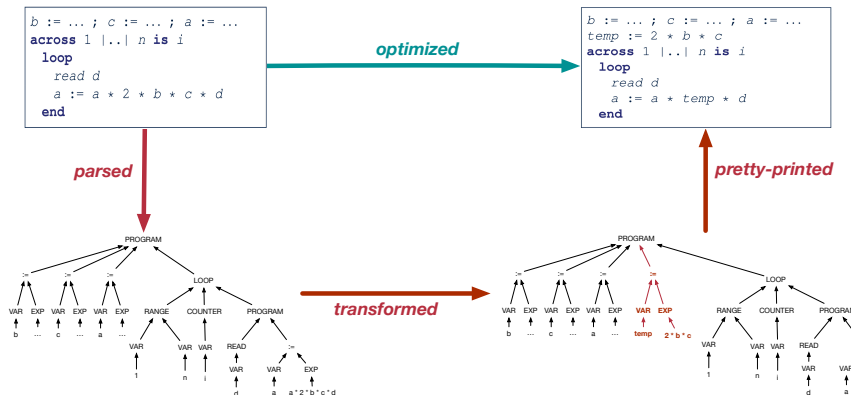 b := ... ; c := ... ; a := ...
across 1 |..| n is i
loop
read d
a := a * 2 * b * c * d
end
optimized
b := ... ; c := ... ; a := ...
temp := 2 * b * c
across 1 |..| n is i
loop
read d
a := a * temp * d
end
parsed
pretty-printed
transformed
PROGRAM
:= := := LOOP
VAR EXP VAR EXP VAR EXP RANGE COUNTER PROGRAM
b ... c ... a ...
VAR VAR VAR READ :=
1 n i VAR VAR EXP
d a a*2*b*c*d
PROGRAM
:= := := := LOOP
VAR EXP VAR EXP VAR EXP VAR EXP RANGE COUNTER PROGRAM
b ... c ... a ... temp 2*b*c
VAR VAR VAR READ
1 n i VAR VA
d a